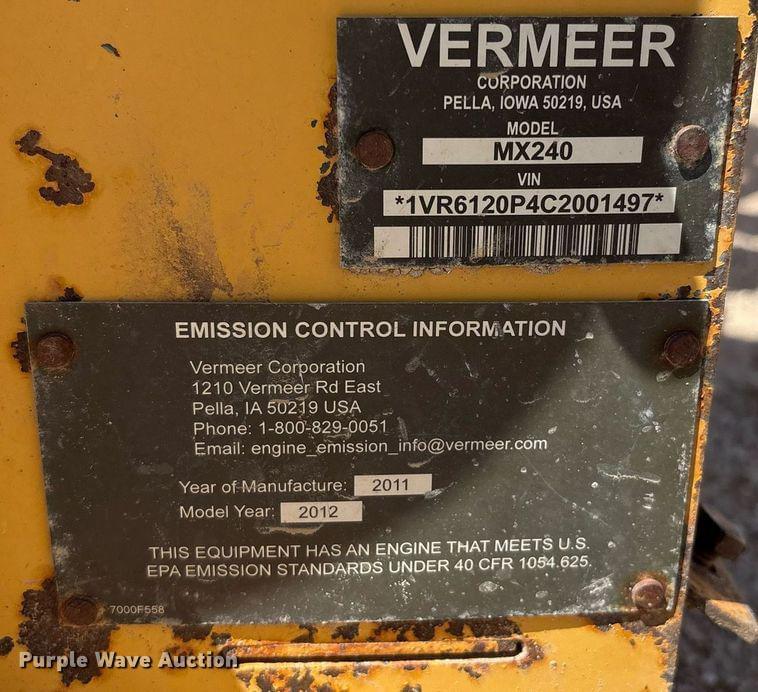 VERMEER
CORPORATION
PELLA, IOWA 50219, USA
MODEL
MX240
VIN
*1VR6120P4C2001497*
EMISSION CONTROL INFORMATION
Vermeer Corporation
1210 Vermeer Rd East
Pella, IA 50219 USA
Phone: 1-800-829-0051
Email: engine_emission_info@vermeer.com
Year of Manufacture: 2011
Model Year: 2012
THIS EQUIPMENT HAS AN ENGINE THAT MEETS U.S.
EPA EMISSION STANDARDS UNDER 40 CFR 1054.625.
7000F558
Purple Wave Auction